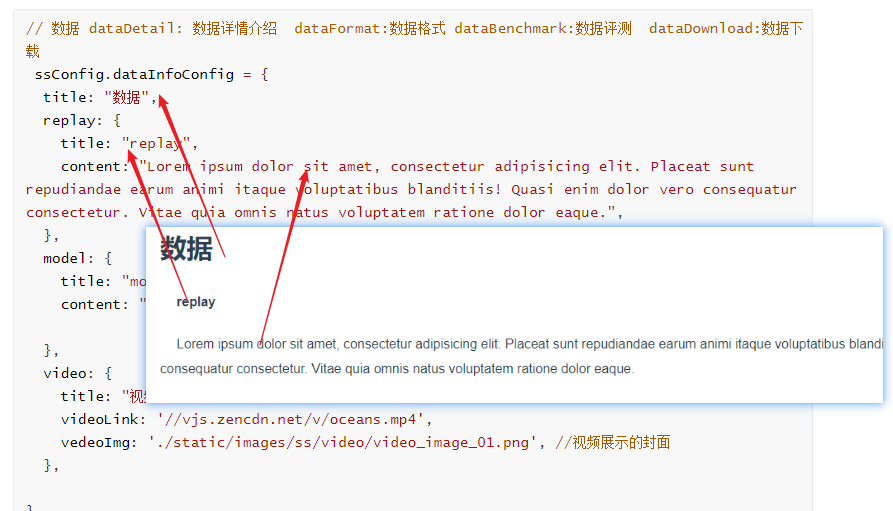 // 数据 dataDetail: 数据详情介绍  dataFormat:数据格式 dataBenchmark:数据评测  dataDownload:数据下
载
ssConfig.dataInfoConfig = {
title: "数据",
replay: {
title: "replay",
content: "Lorem ipsum dolor sit amet, consectetur adipisicing elit. Placeat sunt
repudiandae earum animi itaque voluptatibus blanditiis! Quasi enim dolor vero consequatur
consectetur. Vitae quia omnis natus voluptatem ratione dolor eaque.",
},
model: {
title: "mo
content: "
},
video: {
title: "视
videoLink: '//vjs.zencdn.net/v/oceans.mp4',
vedeoImg: './static/images/ss/video/video_image_01.png', //视频展示的封面
},
数据
replay
Lorem ipsum dolor sit amet, consectetur adipisicing elit. Placeat sunt repudiandae earum animi itaque voluptatibus blandi
consequatur consectetur. Vitae quia omnis natus voluptatem ratione dolor eaque.